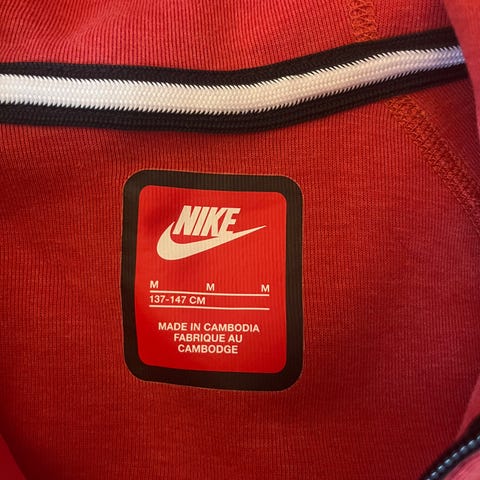 NIKE
M M M
137-147 CM
MADE IN CAMBODIA
FABRIQUE AU
CAMBODGE